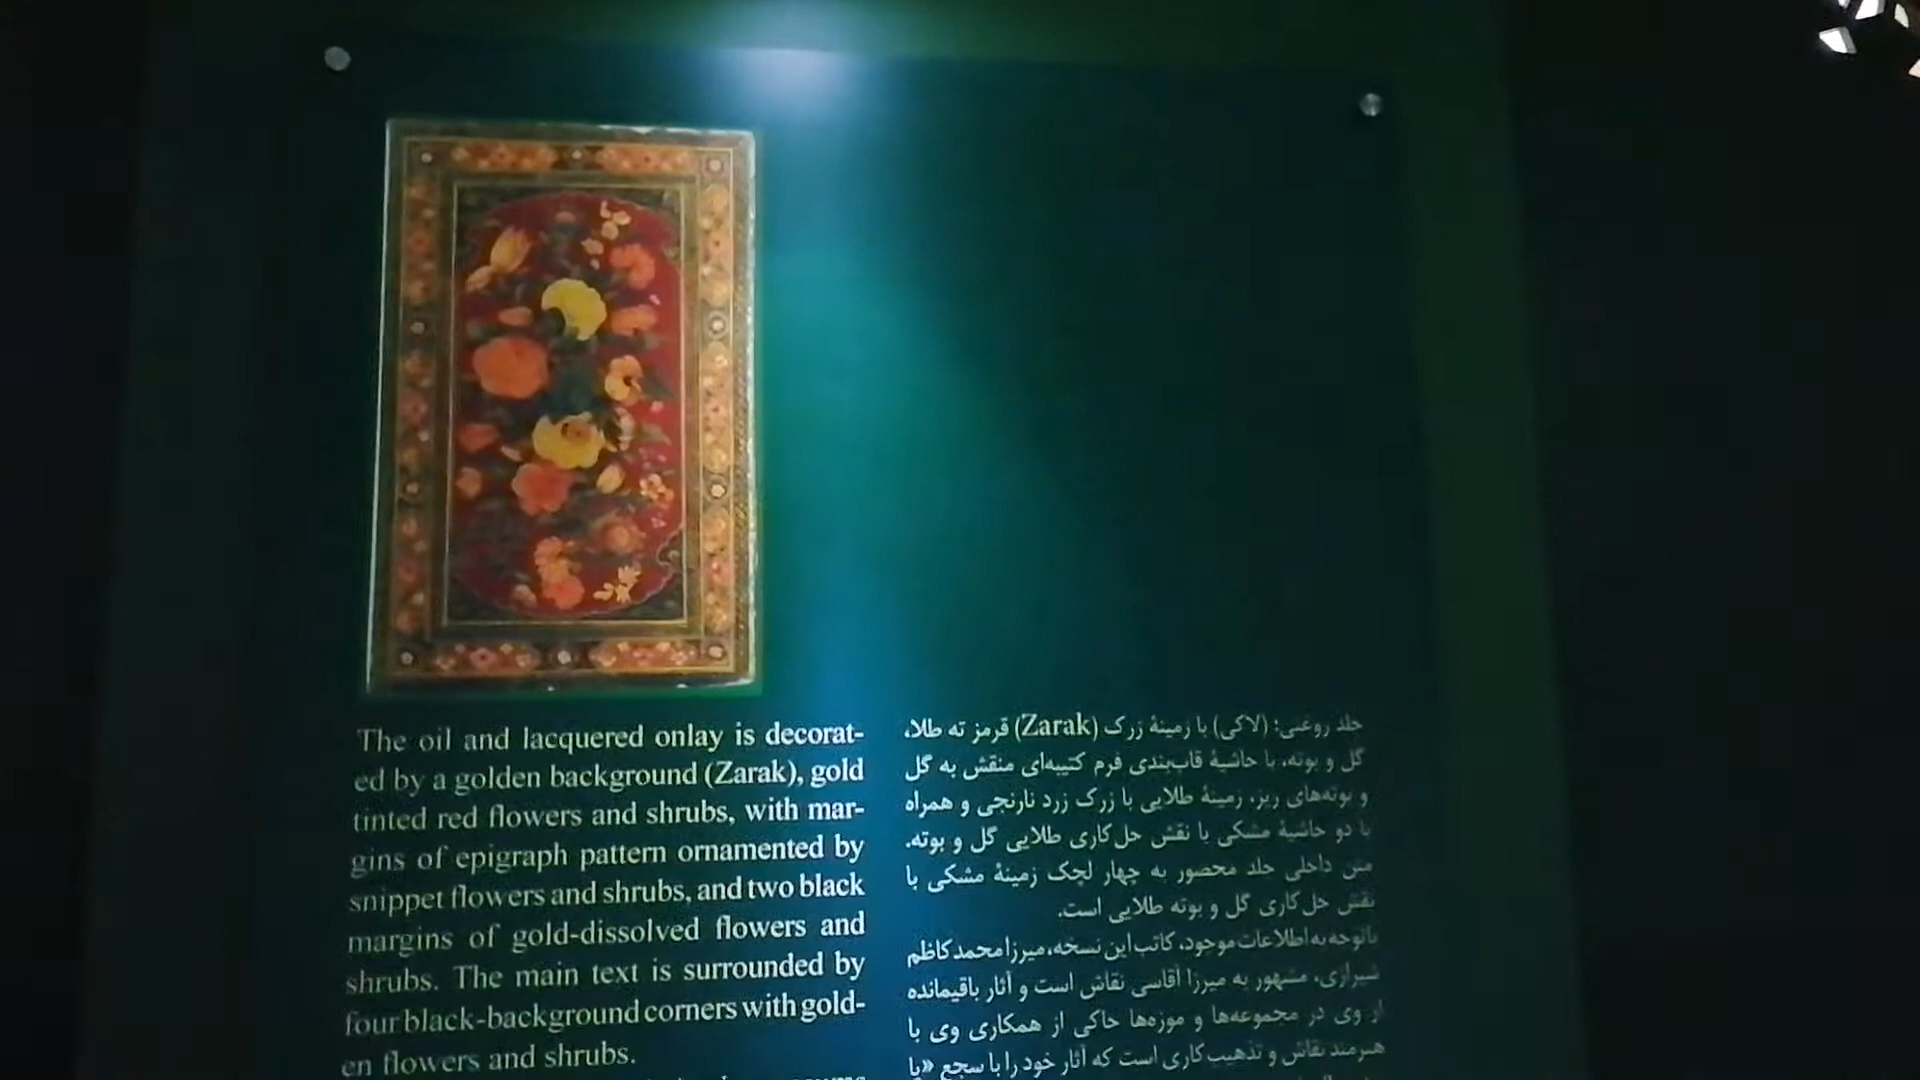 The oil and lacquered onlay is decorat-
ed by a golden background (Zarak), gold
tinted red flowers and shrubs, with mar-
gins of epigraph pattern ornamented by
snippet flowers and shrubs, and two black
margins of gold-dissolved flowers and
shrubs. The main text is surrounded by
four black-background corners with gold-
en flowers and shrubs.
جلد روغنی: (لاکی) با زمینهٔ زرک (Zarak) قرمز ته طلا،
گل و بوته، با حاشیهٔ قاب‌بندی فرم کتیبه‌ای منقش به گل
و بوته‌های ریز، زمینهٔ طلایی با زرک زرد نارنجی و همراه
با دو حاشیهٔ مشکی با نقش حل‌کاری طلایی گل و بوته.
متن داخلی جلد محصور به چهار لچک زمینهٔ مشکی با
نقش حل‌کاری گل و بوته طلایی است.
باتوجه به اطلاعات موجود، کاتب این نسخه، میرزا محمد کاظم
شیرازی، مشهور به میرزا آقاسی نقاش است و آثار باقیمانده
از وی در مجموعه‌ها و موزه‌ها حاکی از همکاری وی با
هنرمند نقاش و تذهیب‌کاری است که آثار خود را با سجع «یا